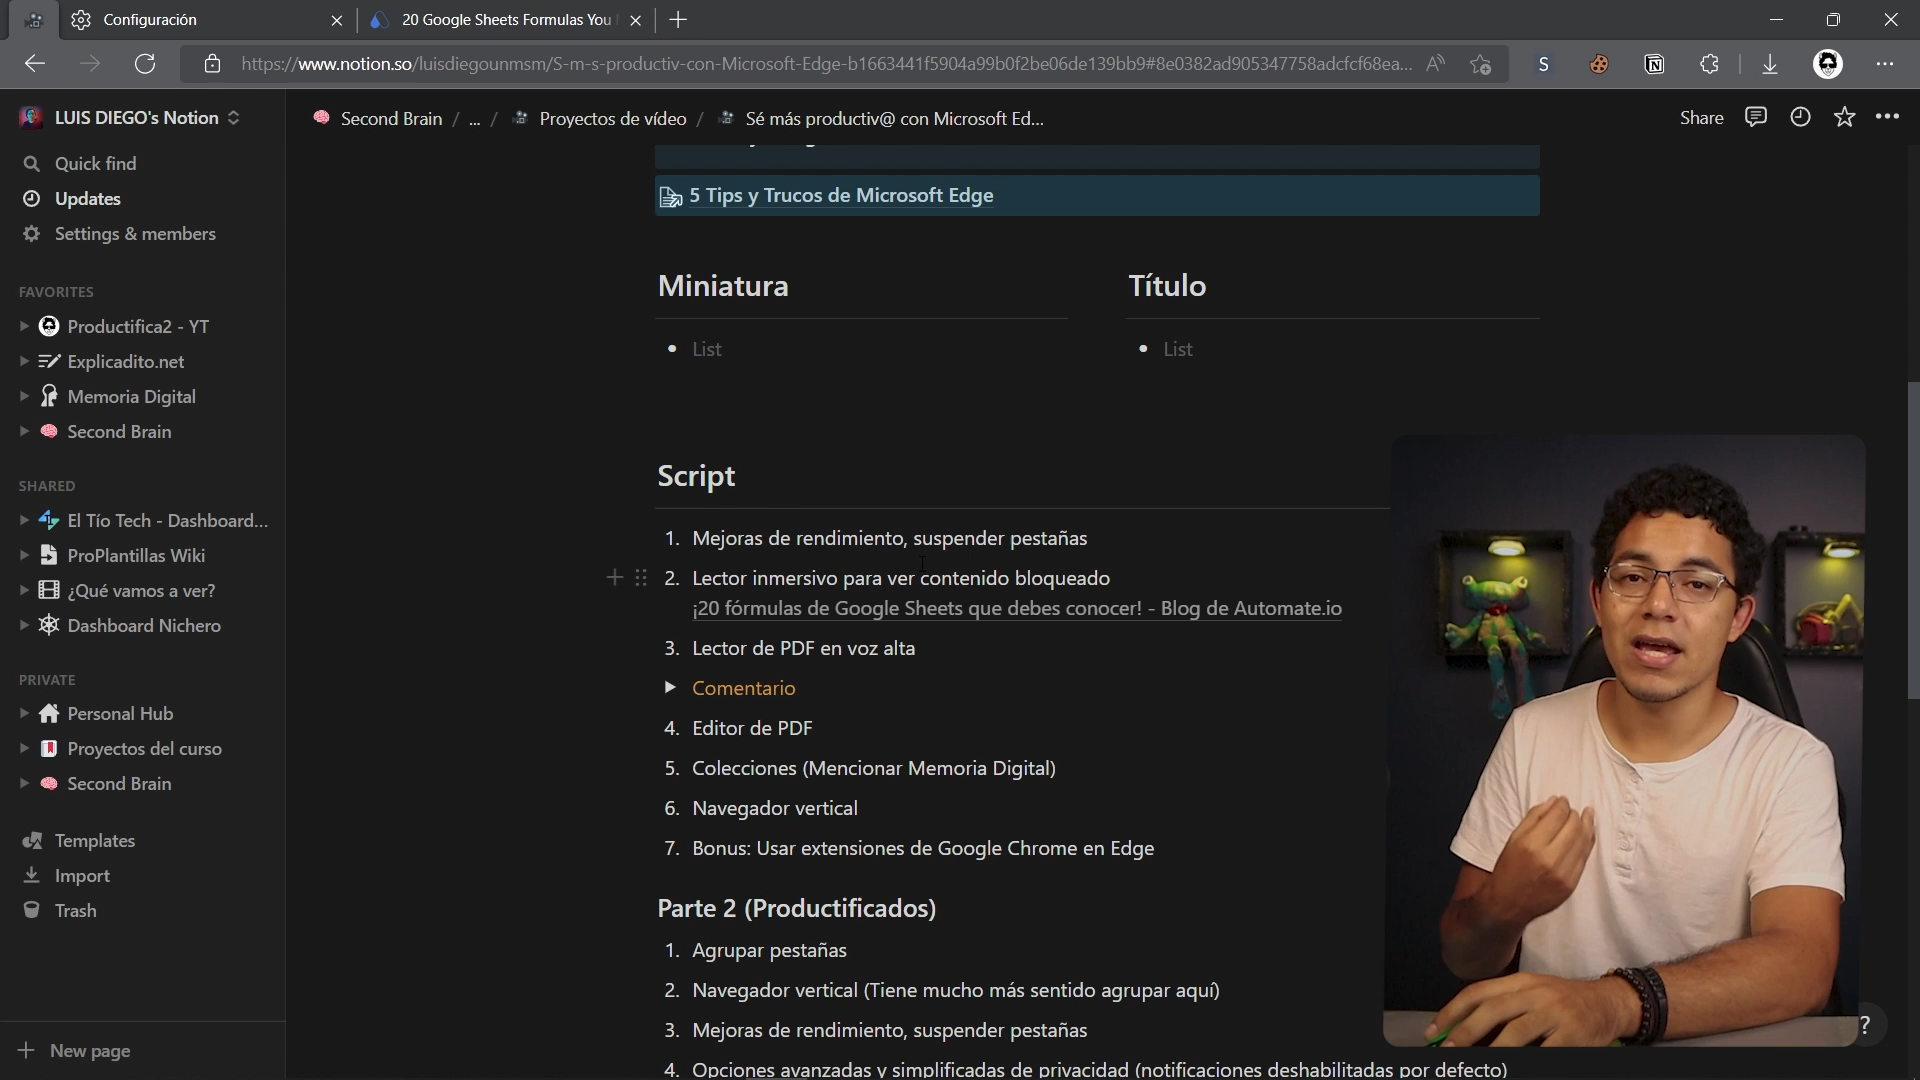 Configuración
20 Google Sheets Formulas You
https://www.notion.so/luisdiegounmsm/S-m-s-productiv-con-Microsoft-Edge-b1663441f5904a99b0f2be06de139bb9#8e0382ad905347758adcfcf68ea...
LUIS DIEGO's Notion
Second Brain / ... / Proyectos de vídeo / Sé más productiv@ con Microsoft Ed...
Share
Quick find
Updates
Settings & members
FAVORITES
Productifica2 - YT
Explicadito.net
Memoria Digital
Second Brain
SHARED
El Tío Tech - Dashboard...
ProPlantillas Wiki
¿Qué vamos a ver?
Dashboard Nichero
PRIVATE
Personal Hub
Proyectos del curso
Second Brain
Templates
Import
Trash
New page
5 Tips y Trucos de Microsoft Edge
Miniatura
• List
Título
• List
Script
1. Mejoras de rendimiento, suspender pestañas
2. Lector inmersivo para ver contenido bloqueado
¡20 fórmulas de Google Sheets que debes conocer! - Blog de Automate.io
3. Lector de PDF en voz alta
Comentario
4. Editor de PDF
5. Colecciones (Mencionar Memoria Digital)
6. Navegador vertical
7. Bonus: Usar extensiones de Google Chrome en Edge
Parte 2 (Productificados)
1. Agrupar pestañas
2. Navegador vertical (Tiene mucho más sentido agrupar aquí)
3. Mejoras de rendimiento, suspender pestañas
4. Opciones avanzadas y simplificadas de privacidad (notificaciones deshabilitadas por defecto)
?